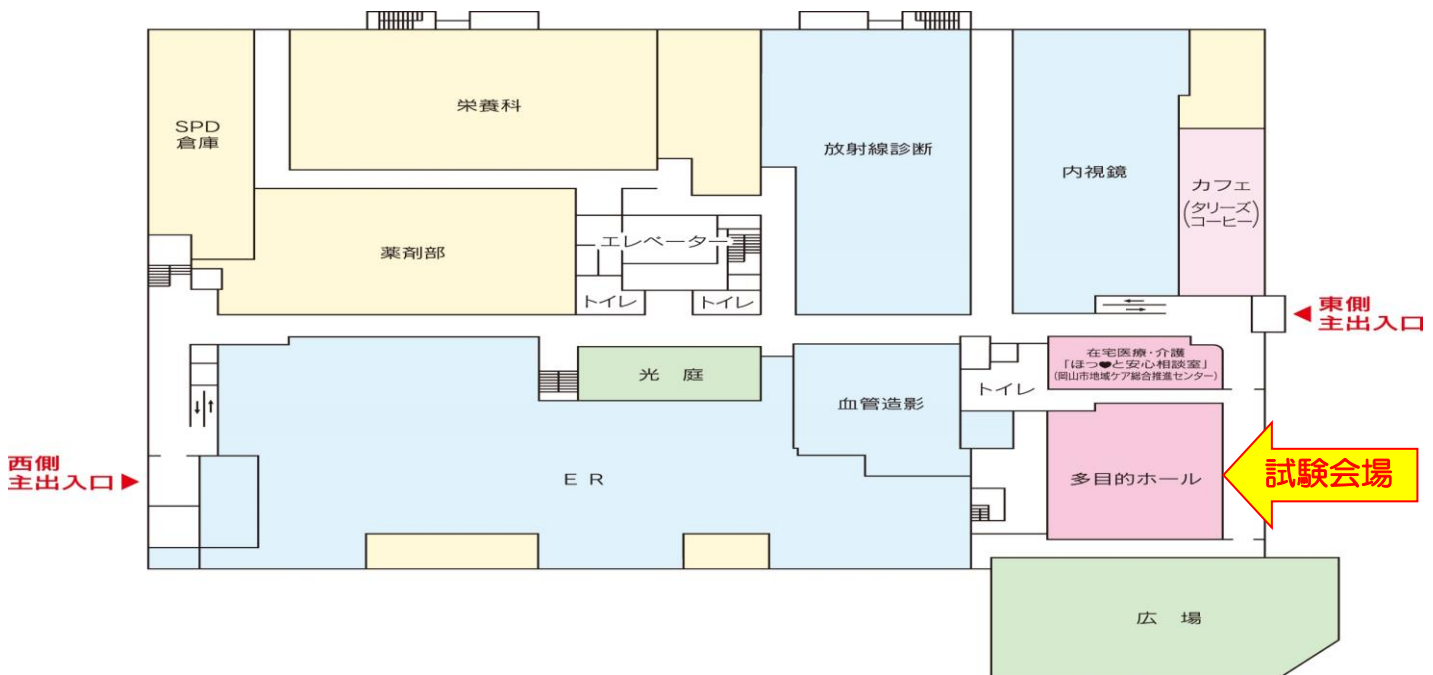 栄養科
SPD
倉庫
放射線診断
内視鏡
カフェ
(タリーズ
コーヒー)
薬剤部
エレベーター
トイレ
トイレ
東側
主出入口
光 庭
在宅医療・介護
「ほっ♥と安心相談室」
(岡山市地域ケア総合推進センター)
トイレ
血管造影
西側
主出入口
E R
多目的ホール
試験会場
広 場